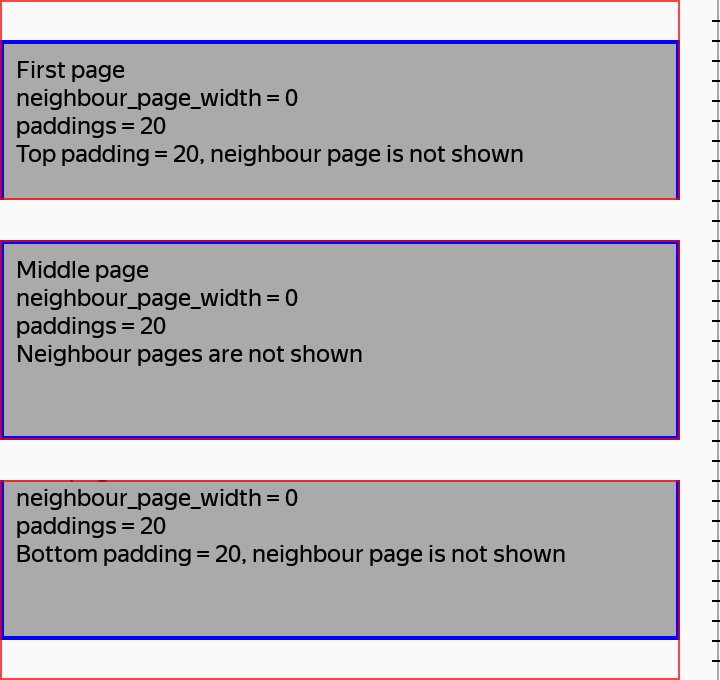 First page
neighbour_page_width = 0
paddings = 20
Top padding = 20, neighbour page is not shown
Middle page
neighbour_page_width = 0
paddings = 20
Neighbour pages are not shown
neighbour_page_width = 0
paddings = 20
Bottom padding = 20, neighbour page is not shown